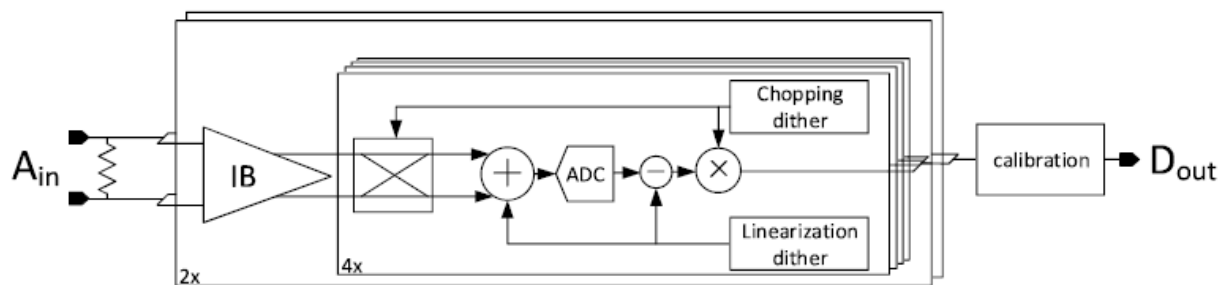 Chopping
dither
A_in
IB
+
ADC
−
×
calibration
D_out
Linearization
dither
2x
4x